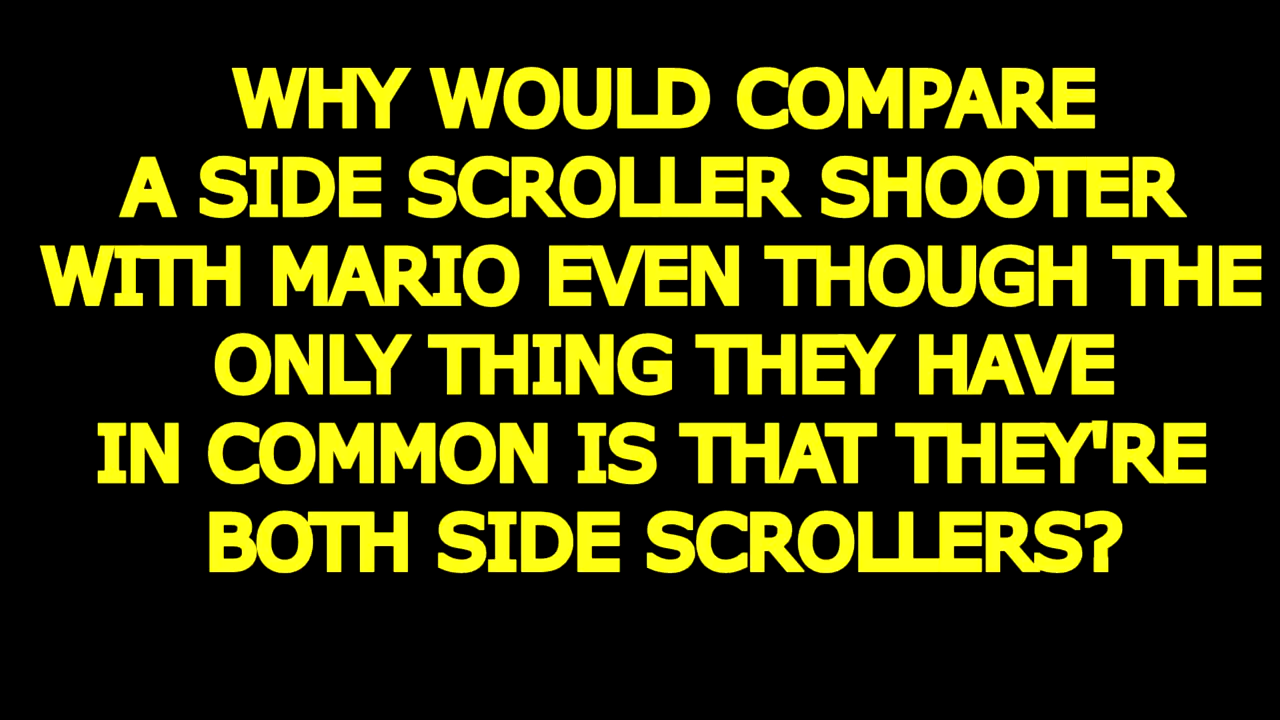 WHY WOULD COMPARE
A SIDE SCROLLER SHOOTER
WITH MARIO EVEN THOUGH THE
ONLY THING THEY HAVE
IN COMMON IS THAT THEY'RE
BOTH SIDE SCROLLERS?